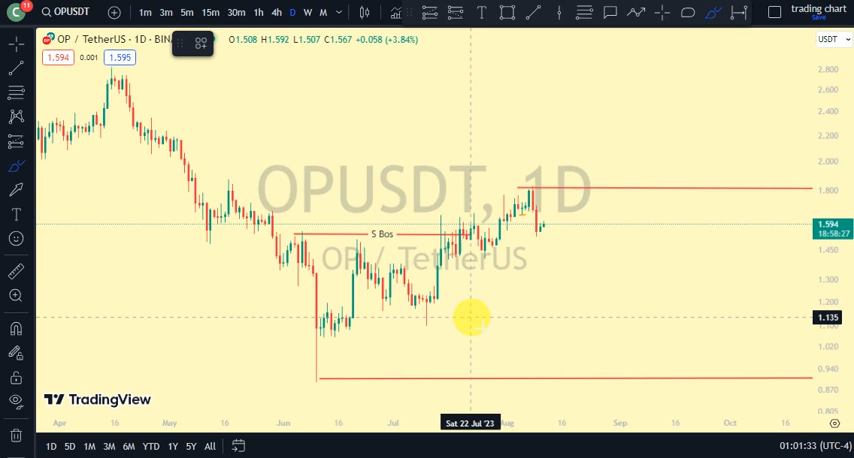 C 11 OPUSDT 1m 3m 5m 15m 30m 1h 4h D W M trading chart
Save
OP / TetherUS · 1D · BIN O1.508 H1.592 L1.507 C1.567 +0.058 (+3.84%) USDT
1.594 0.001 1.595
2.800
2.600
2.400
2.200
2.000
1.800
OPUSDT, 1D
1.594
18:58:27
S Bos
1.450
OP / TetherUS
1.300
1.200
1.135
1.100
1.020
0.940
0.870
TradingView
0.805
Apr 16 May 16 Jun 16 Jul Sat 22 Jul '23 Aug 16 Sep 16 Oct 16
1D 5D 1M 3M 6M YTD 1Y 5Y All 01:01:33 (UTC-4)